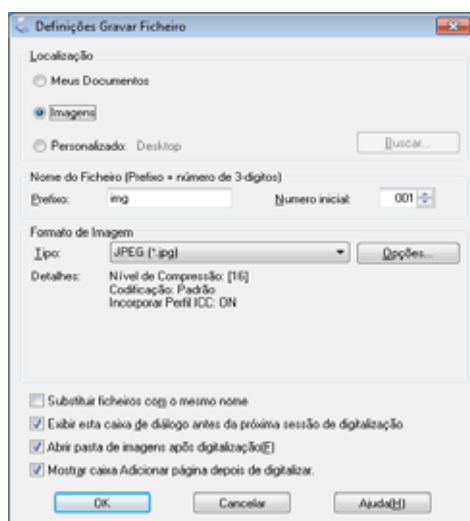 Definições Gravar Ficheiro
Localização
Meus Documentos
Imagens
Personalizado: Desktop Buscar...
Nome do Ficheiro (Prefixo + número de 3-digitos)
Prefixo: img Numero inicial: 001
Formato de Imagem
Tipo: JPEG (*.jpg) Opções...
Detalhes: Nível de Compressão: [16]
Codificação: Padrão
Incorporar Perfil ICC: ON
Substituir ficheiros com o mesmo nome
Exibir esta caixa de diálogo antes da próxima sessão de digitalização
Abrir pasta de imagens após digitalização(F)
Mostrar caixa Adicionar página depois de digitalizar.
OK Cancelar Ajuda(H)